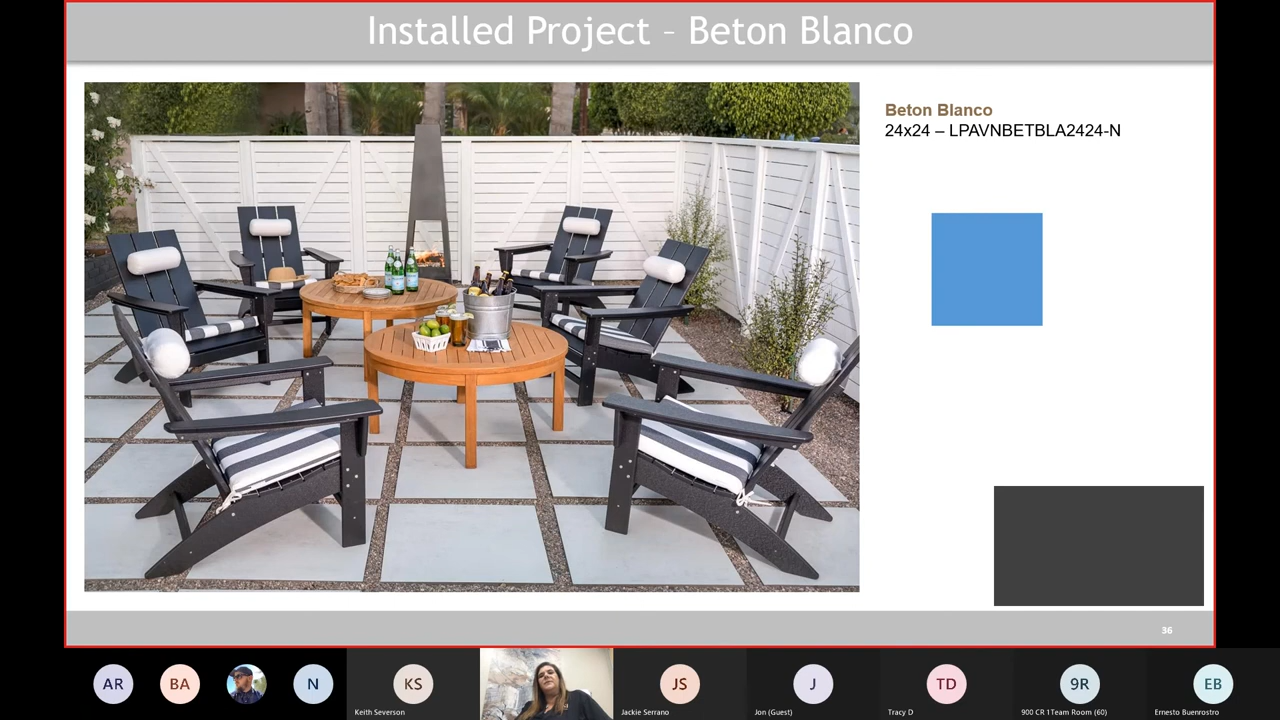 Installed Project – Beton Blanco
Beton Blanco
24x24 – LPAVNBETBLA2424-N
36
AR
BA
N
KS
JS
J
TD
9R
EB
Keith Severson
Jackie Serrano
Jon (Guest)
Tracy D
900 CR 1Team Room (60)
Ernesto Buenrostro